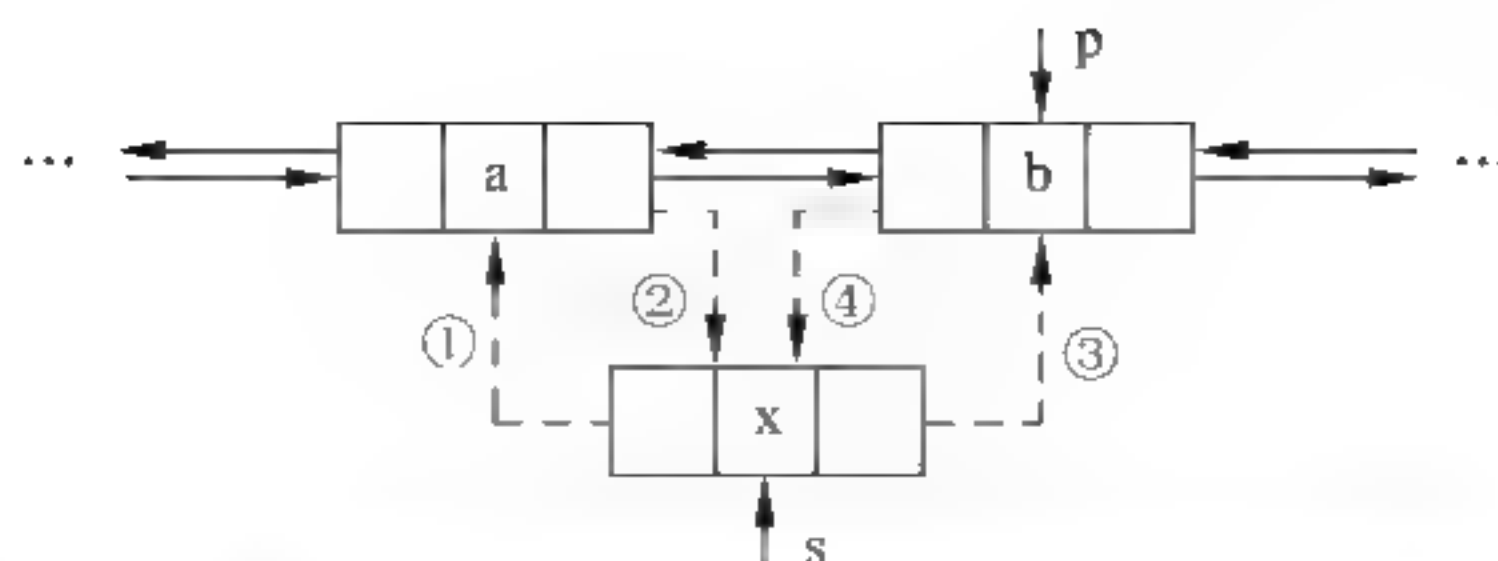 p
... a b ...
② ④
① ③
x
s